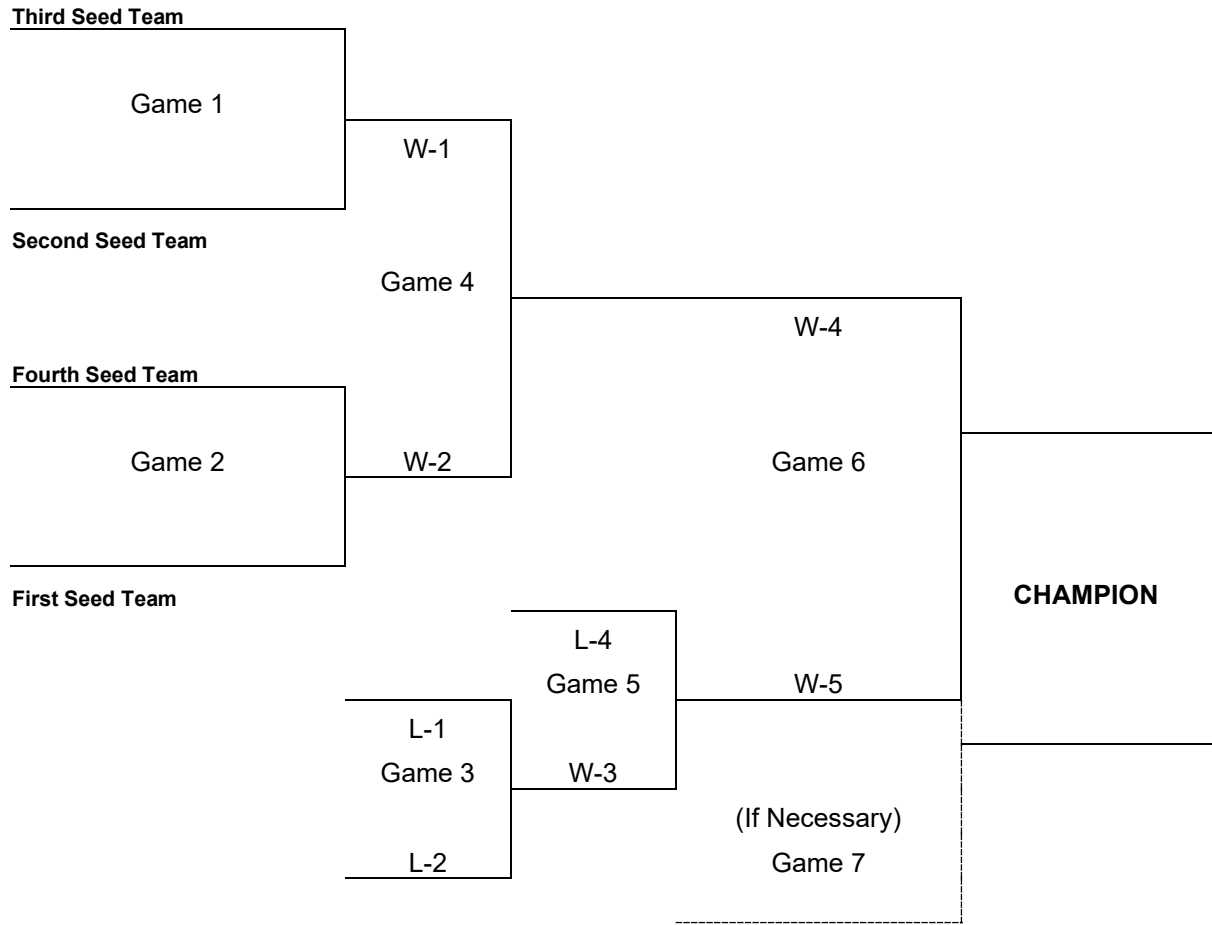 Third Seed Team
Game 1
W-1
Second Seed Team
Game 4
W-4
Fourth Seed Team
Game 2
W-2
Game 6
First Seed Team
CHAMPION
L-4
Game 5
W-5
L-1
Game 3
W-3
(If Necessary)
Game 7
L-2